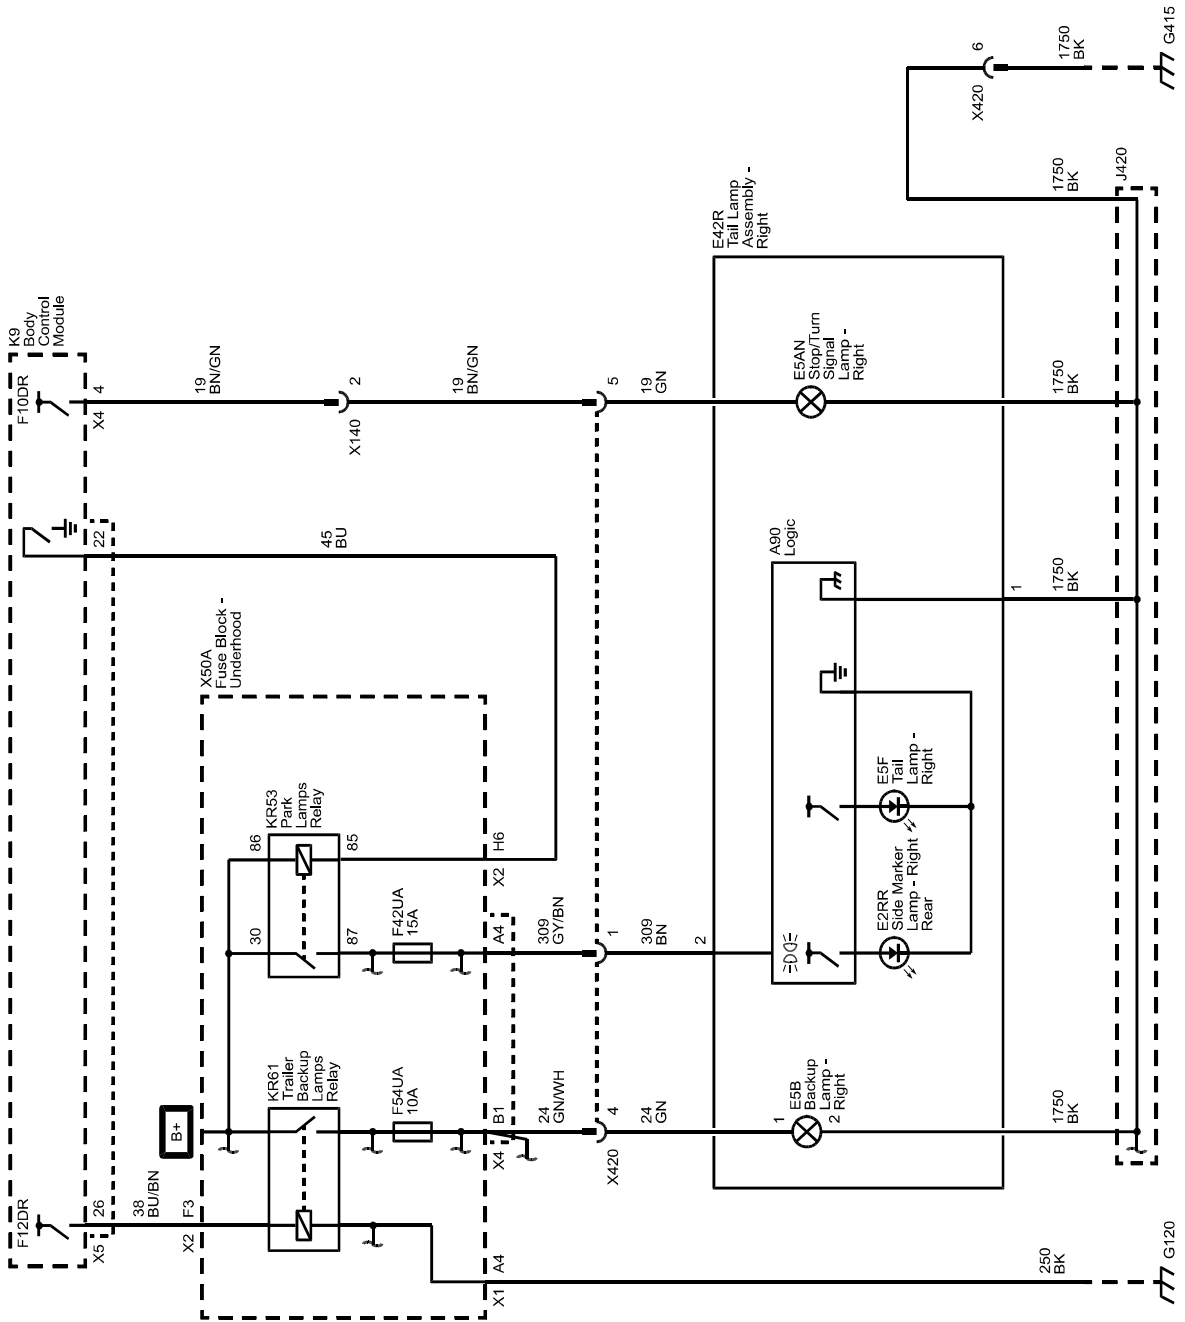 K9
Body
Control
Module
F12DR
F10DR
X5
26
22
X4
4
38
BU/BN
45
BU
19
BN/GN
B+
X2
F3
X50A
Fuse Block -
Underhood
KR61
Trailer
Backup
Lamps
Relay
KR53
Park
Lamps
Relay
30
86
87
85
X140
2
F54UA
10A
F42UA
15A
19
BN/GN
X1
A4
X4
B1
A4
X2
H6
24
GN/WH
309
GY/BN
X420
4
1
5
24
GN
309
BN
19
GN
2
E42R
Tail Lamp
Assembly -
Right
A90
Logic
1
E5B
Backup
Lamp -
Right
2
E2RR
Side Marker
Lamp - Right
Rear
E5F
Tail
Lamp -
Right
E5AN
Stop/Turn
Signal
Lamp -
Right
1
X420
6
250
BK
1750
BK
1750
BK
1750
BK
1750
BK
1750
BK
J420
G120
G415